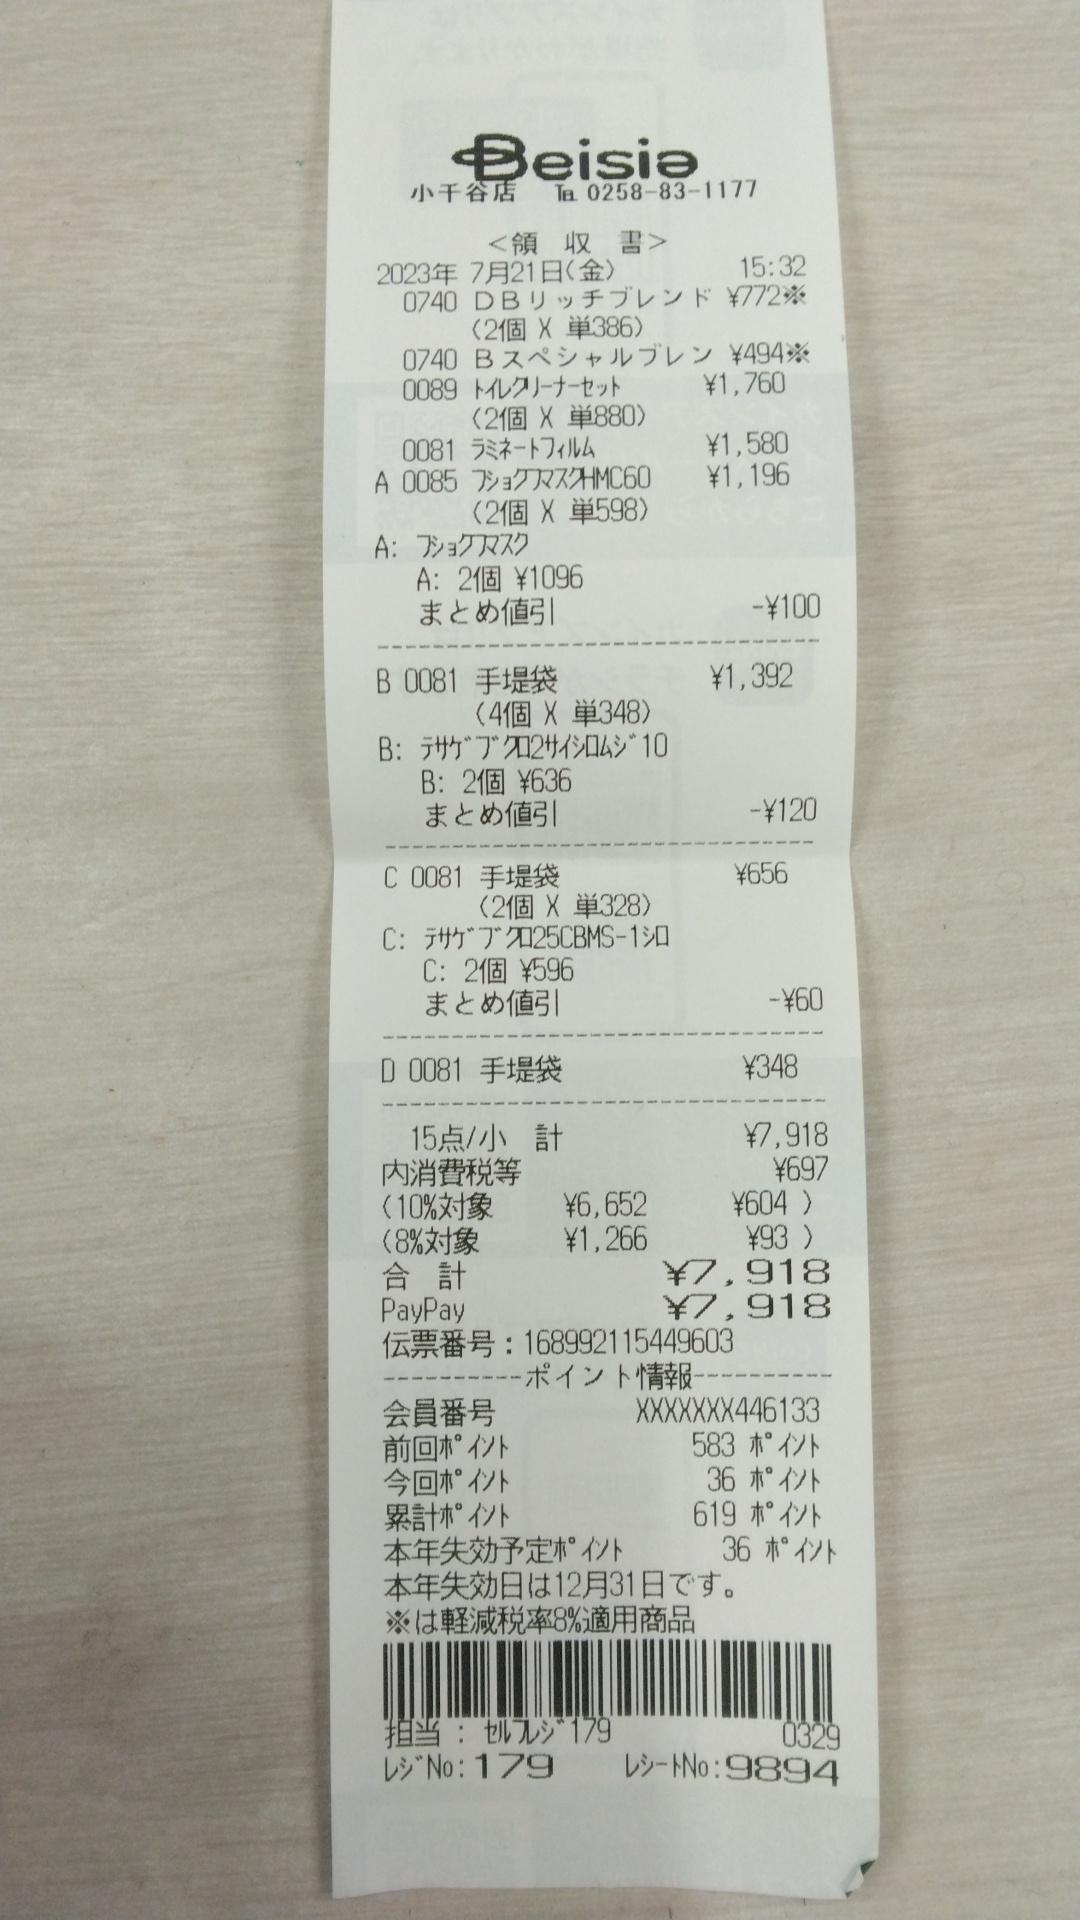 Beisia
小千谷店 ℡ 0258-83-1177
＜領 収 書＞
2023年 7月21日(金) 15:32
0740 DBリッチブレンド ¥772※
(2個 X 単386)
0740 Bスペシャルブレン ¥494※
0089 ﾄｲﾚｸﾘｰﾅｰｾｯﾄ ¥1,760
(2個 X 単880)
0081 ﾗﾐﾈｰﾄﾌｨﾙﾑ ¥1,580
A 0085 ﾌｼｮｸﾌﾏｽｸHMC60 ¥1,196
(2個 X 単598)
A: ﾌｼｮｸﾌﾏｽｸ
A: 2個 ¥1096
まとめ値引 -¥100
B 0081 手堤袋 ¥1,392
(4個 X 単348)
B: ﾃｻｹﾞﾌﾞｸﾛ2ｻｲｼﾛﾑｼﾞ10
B: 2個 ¥636
まとめ値引 -¥120
C 0081 手堤袋 ¥656
(2個 X 単328)
C: ﾃｻｹﾞﾌﾞｸﾛ25CBMS-1ｼﾛ
C: 2個 ¥596
まとめ値引 -¥60
D 0081 手堤袋 ¥348
15点/小 計 ¥7,918
内消費税等 ¥697
(10%対象 ¥6,652 ¥604 )
(8%対象 ¥1,266 ¥93 )
合 計 ¥7,918
PayPay ¥7,918
伝票番号：168992115449603
----------ポイント情報----------
会員番号 XXXXXXX446133
前回ﾎﾟｲﾝﾄ 583 ﾎﾟｲﾝﾄ
今回ﾎﾟｲﾝﾄ 36 ﾎﾟｲﾝﾄ
累計ﾎﾟｲﾝﾄ 619 ﾎﾟｲﾝﾄ
本年失効予定ﾎﾟｲﾝﾄ 36 ﾎﾟｲﾝﾄ
本年失効日は12月31日です。
※は軽減税率8%適用商品
担当 : ｾﾙﾌﾚｼﾞ179 0329
ﾚｼﾞNo:179 ﾚｼｰﾄNo:9894